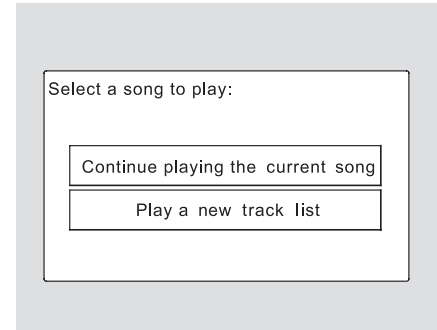 Select a song to play:
Continue playing the current song
Play a new track list